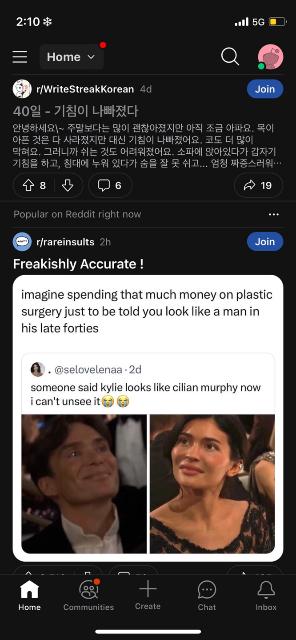 2:10
5G
Home
r/WriteStreakKorean 4d
Join
40일 - 기침이 나빠졌다
안녕하세요\~ 주말보다는 많이 괜찮아졌지만 아직 조금 아파요. 목이
아픈 것은 다 사라졌지만 기침이 나빠졌어요. 코도 더 많이
막혀요. 그러니까 쉬는 것도 어려워졌어요. 소파에 앉아있다가 갑자기
기침을 하고, 침대에 누워 있다가 숨을 잘 못 쉬고... 엄청 짜증스러워…
8
6
19
Popular on Reddit right now
r/rareinsults 2h
Join
Freakishly Accurate !
imagine spending that much money on plastic
surgery just to be told you look like a man in
his late forties
. @selovelenaa · 2d
someone said kylie looks like cilian murphy now
i can't unsee it😭😭
Home
Communities
Create
Chat
Inbox